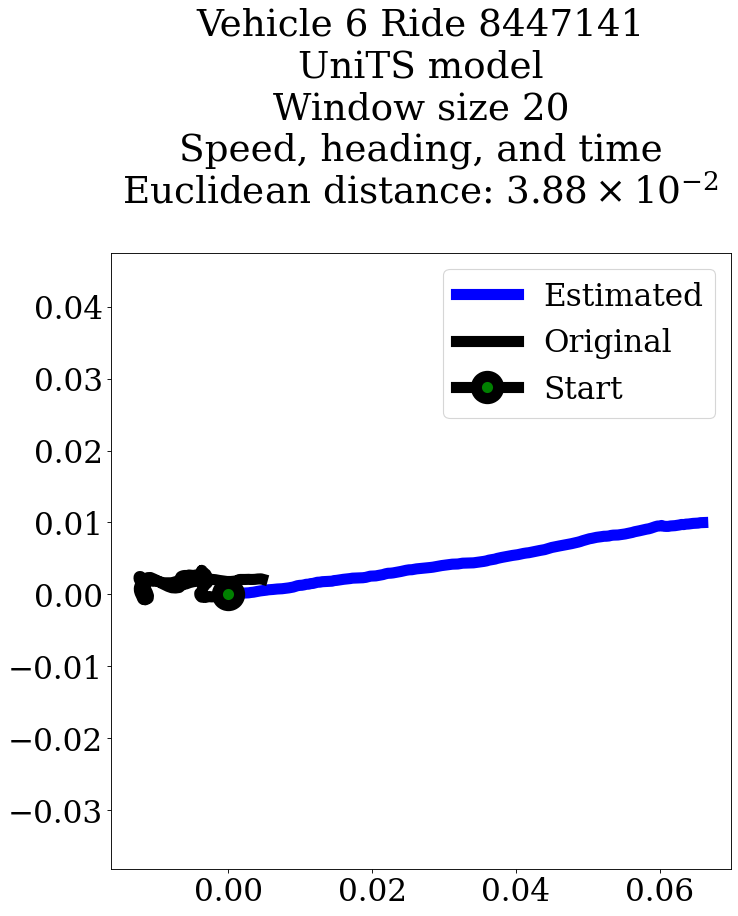 Vehicle 6 Ride 8447141
UniTS model
Window size 20
Speed, heading, and time
Euclidean distance: 3.88 × 10⁻²
Estimated
Original
Start
0.04
0.03
0.02
0.01
0.00
−0.01
−0.02
−0.03
0.00 0.02 0.04 0.06